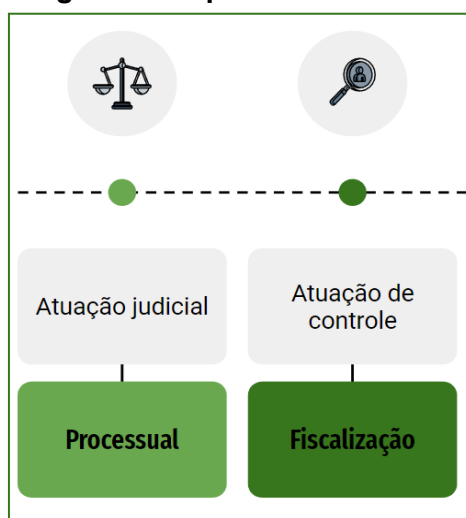 Atuação judicial
Atuação de
controle
Processual
Fiscalização